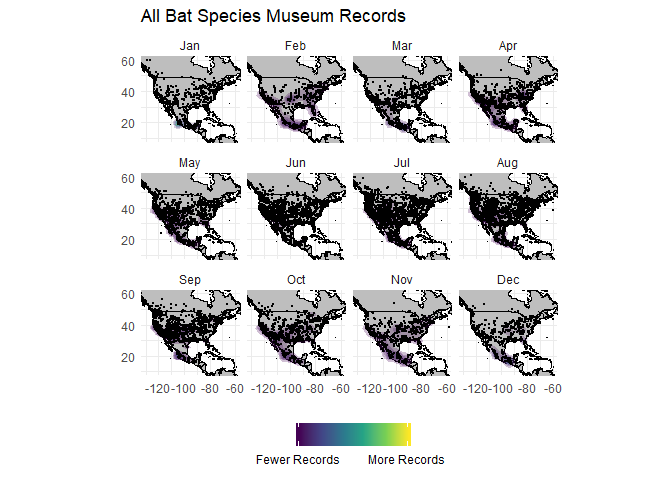 All Bat Species Museum Records
Jan Feb Mar Apr
60
40
20
May Jun Jul Aug
60
40
20
Sep Oct Nov Dec
60
40
20
-120 -100 -80 -60 -120 -100 -80 -60 -120 -100 -80 -60 -120 -100 -80 -60
Fewer Records More Records